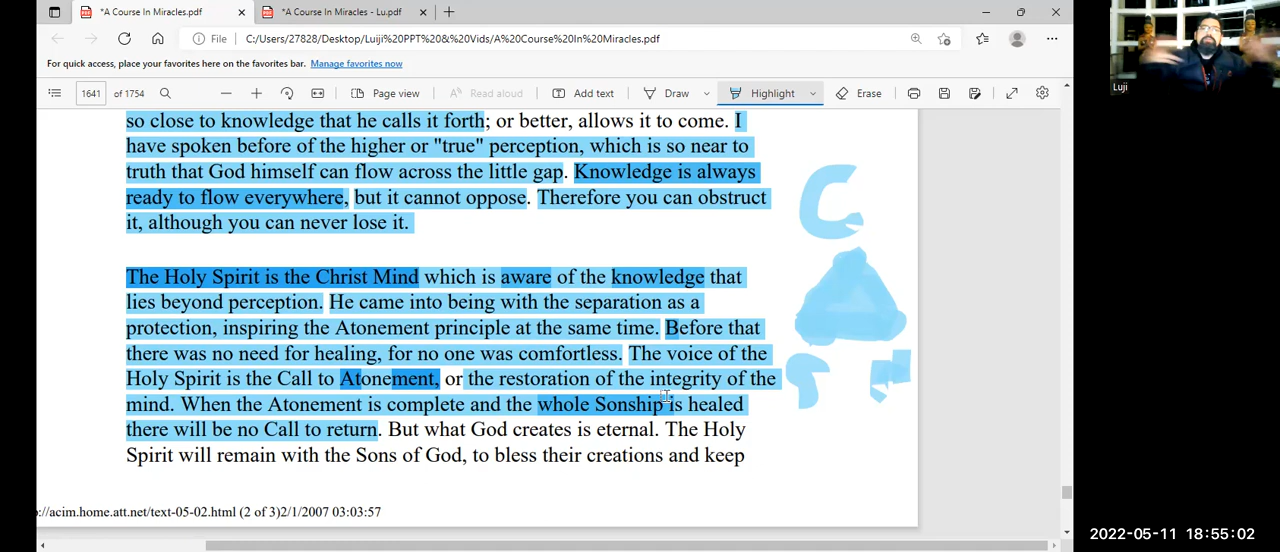 *A Course In Miracles.pdf
*A Course In Miracles - Lu.pdf
File
C:/Users/27828/Desktop/Luiji%20PPT%20&%20Vids/A%20Course%20In%20Miracles.pdf
For quick access, place your favorites here on the favorites bar. Manage favorites now
1641 of 1754
Page view
Read aloud
Add text
Draw
Highlight
Erase
so close to knowledge that he calls it forth; or better, allows it to come. I
have spoken before of the higher or "true" perception, which is so near to
truth that God himself can flow across the little gap. Knowledge is always
ready to flow everywhere, but it cannot oppose. Therefore you can obstruct
it, although you can never lose it.
The Holy Spirit is the Christ Mind which is aware of the knowledge that
lies beyond perception. He came into being with the separation as a
protection, inspiring the Atonement principle at the same time. Before that
there was no need for healing, for no one was comfortless. The voice of the
Holy Spirit is the Call to Atonement, or the restoration of the integrity of the
mind. When the Atonement is complete and the whole Sonship is healed
there will be no Call to return. But what God creates is eternal. The Holy
Spirit will remain with the Sons of God, to bless their creations and keep
://acim.home.att.net/text-05-02.html (2 of 3)2/1/2007 03:03:57
C
S
H
Luji
2022-05-11 18:55:02